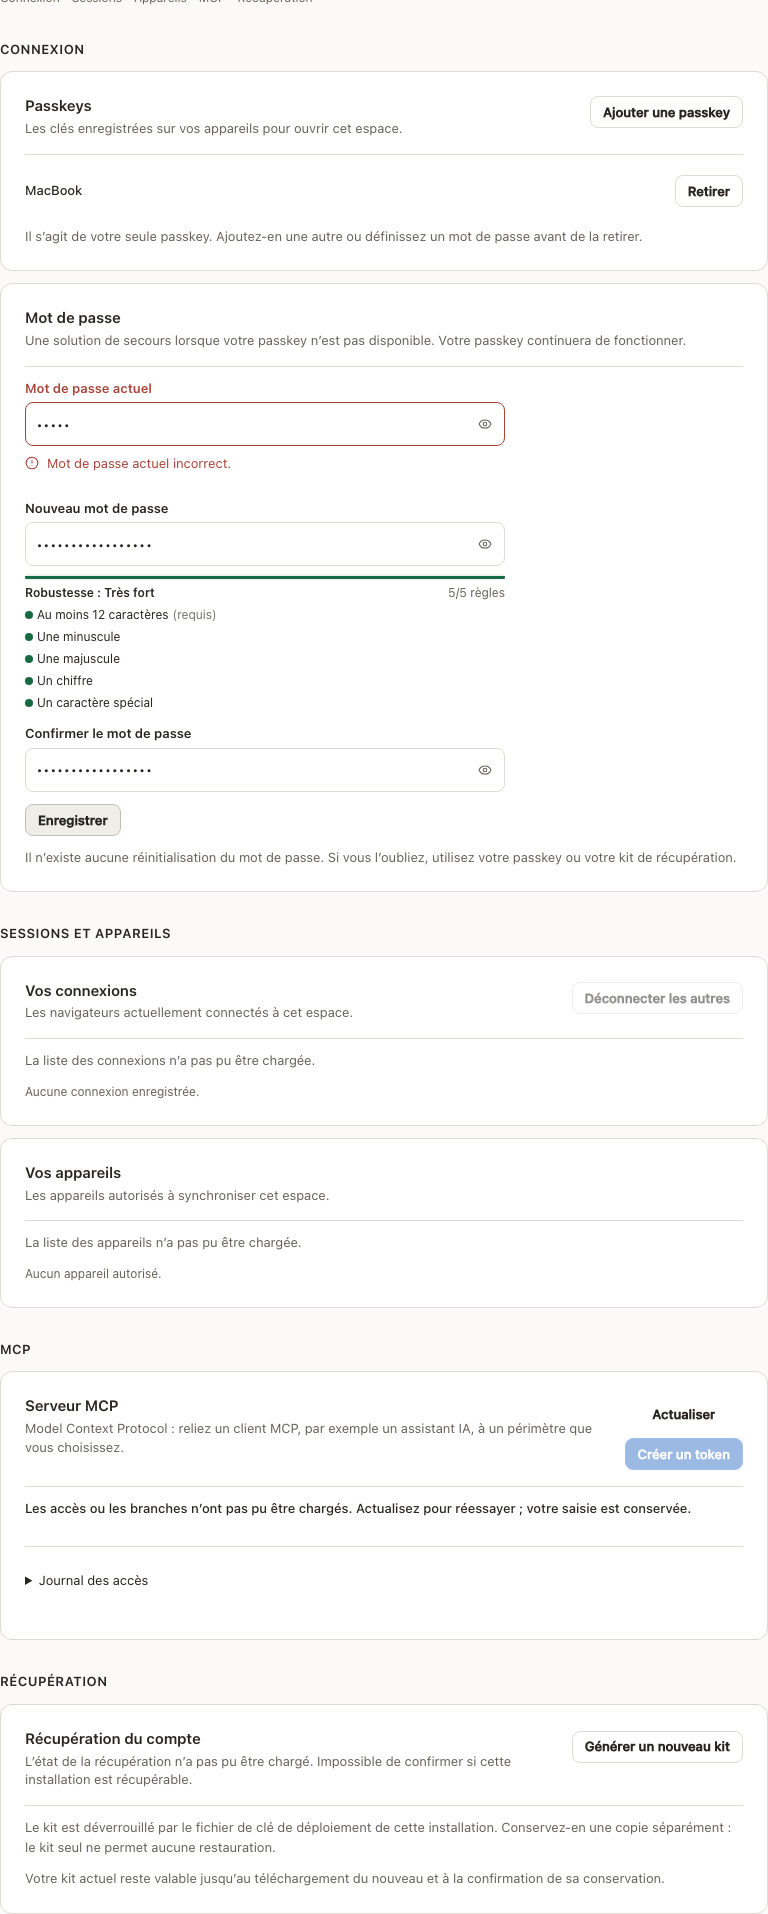 CONNEXION
Passkeys
Les clés enregistrées sur vos appareils pour ouvrir cet espace.
Ajouter une passkey
MacBook
Retirer
Il s’agit de votre seule passkey. Ajoutez-en une autre ou définissez un mot de passe avant de la retirer.
Mot de passe
Une solution de secours lorsque votre passkey n’est pas disponible. Votre passkey continuera de fonctionner.
Mot de passe actuel
•••••
Mot de passe actuel incorrect.
Nouveau mot de passe
•••••••••••••••••
Robustesse : Très fort
5/5 règles
Au moins 12 caractères (requis)
Une minuscule
Une majuscule
Un chiffre
Un caractère spécial
Confirmer le mot de passe
•••••••••••••••••
Enregistrer
Il n’existe aucune réinitialisation du mot de passe. Si vous l’oubliez, utilisez votre passkey ou votre kit de récupération.
SESSIONS ET APPAREILS
Vos connexions
Les navigateurs actuellement connectés à cet espace.
Déconnecter les autres
La liste des connexions n’a pas pu être chargée.
Aucune connexion enregistrée.
Vos appareils
Les appareils autorisés à synchroniser cet espace.
La liste des appareils n’a pas pu être chargée.
Aucun appareil autorisé.
MCP
Serveur MCP
Model Context Protocol : reliez un client MCP, par exemple un assistant IA, à un périmètre que
vous choisissez.
Actualiser
Créer un token
Les accès ou les branches n’ont pas pu être chargés. Actualisez pour réessayer ; votre saisie est conservée.
Journal des accès
RÉCUPÉRATION
Récupération du compte
L’état de la récupération n’a pas pu être chargé. Impossible de confirmer si cette
installation est récupérable.
Générer un nouveau kit
Le kit est déverrouillé par le fichier de clé de déploiement de cette installation. Conservez-en une copie séparément :
le kit seul ne permet aucune restauration.
Votre kit actuel reste valable jusqu’au téléchargement du nouveau et à la confirmation de sa conservation.